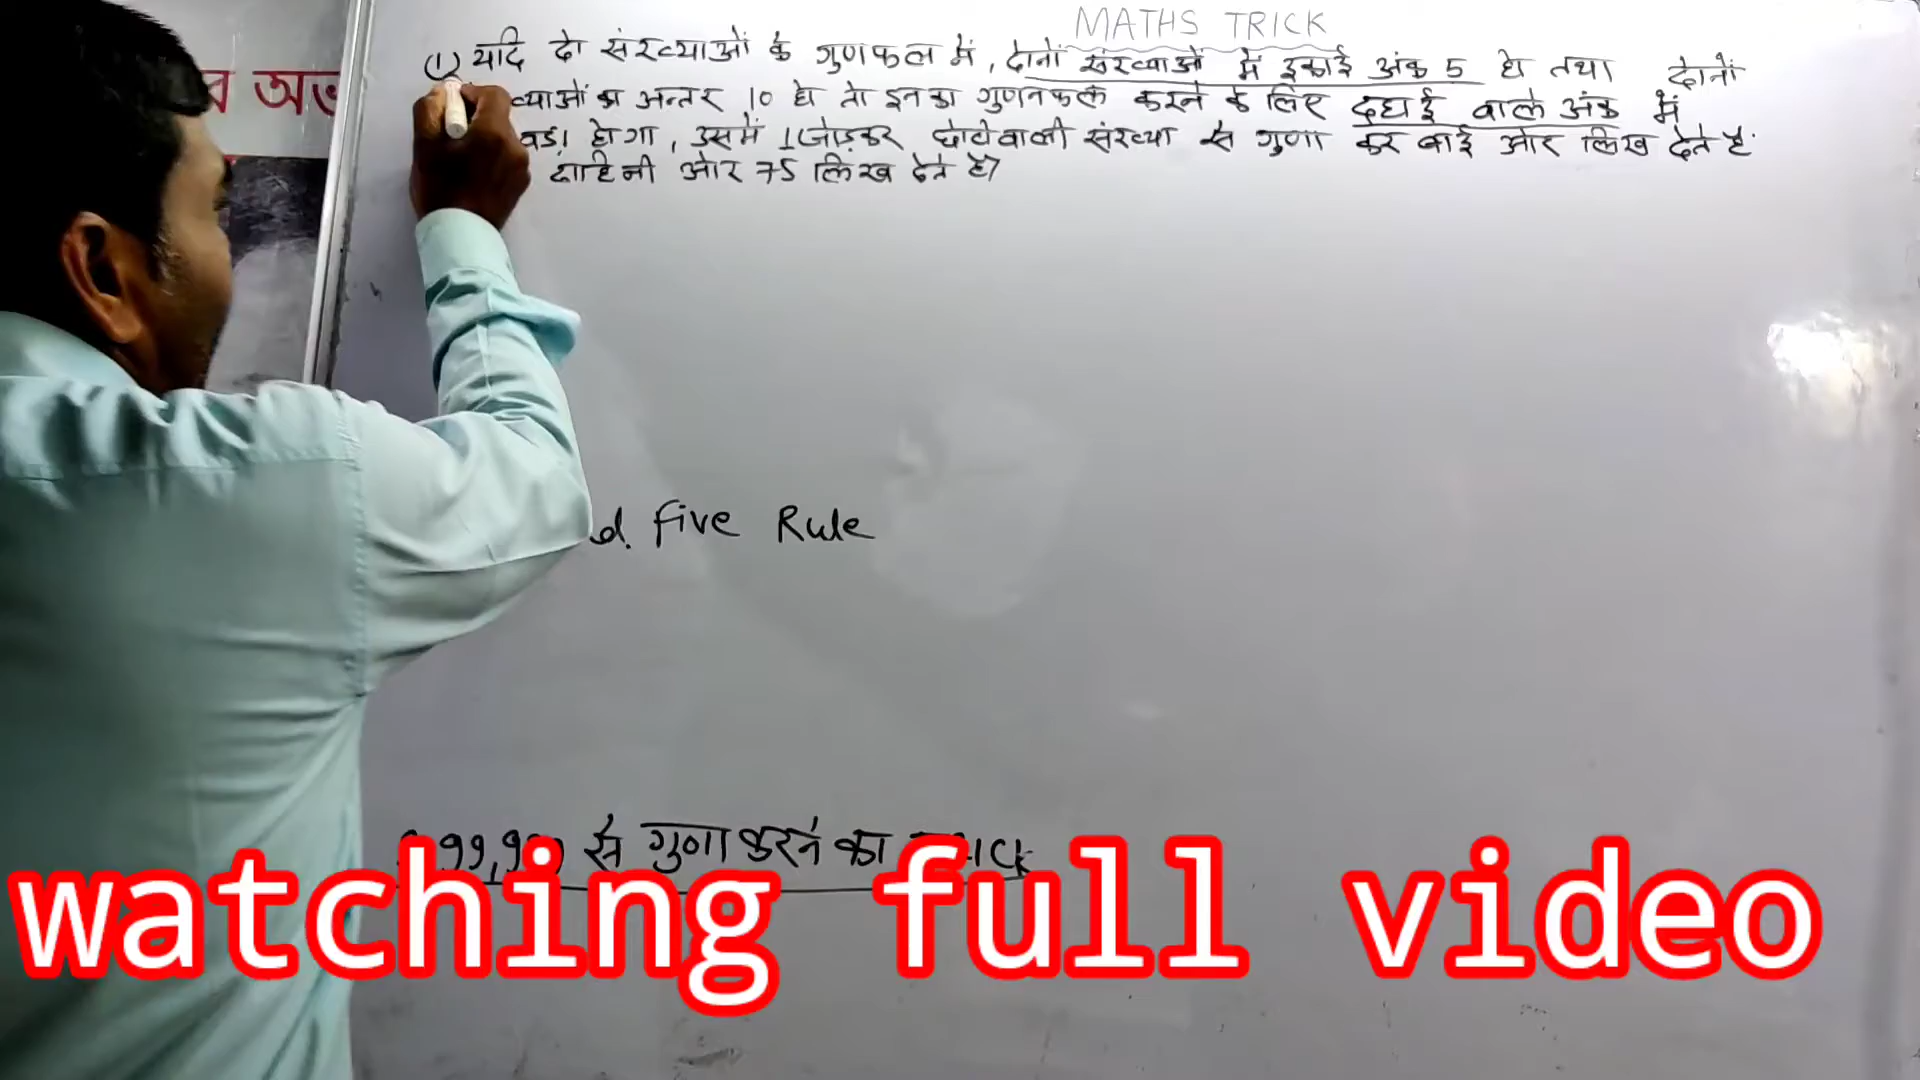 MATHS TRICK
(1) यदि दो संख्याओं के गुणफल में, दोनों संख्याओं में इकाई अंक 5 हो तथा दोनों
अन्तर 10 हो तो इनका गुणनफल करने के लिए दहाई वाले अंक में
बड़ा होगा, उसमें 1 जोड़कर छोटेवाली संख्या से गुणा कर बाई ओर लिख देते हैं
दाहिनी ओर 75 लिख देते है
Five Rule
से गुणा करने का
watching full video